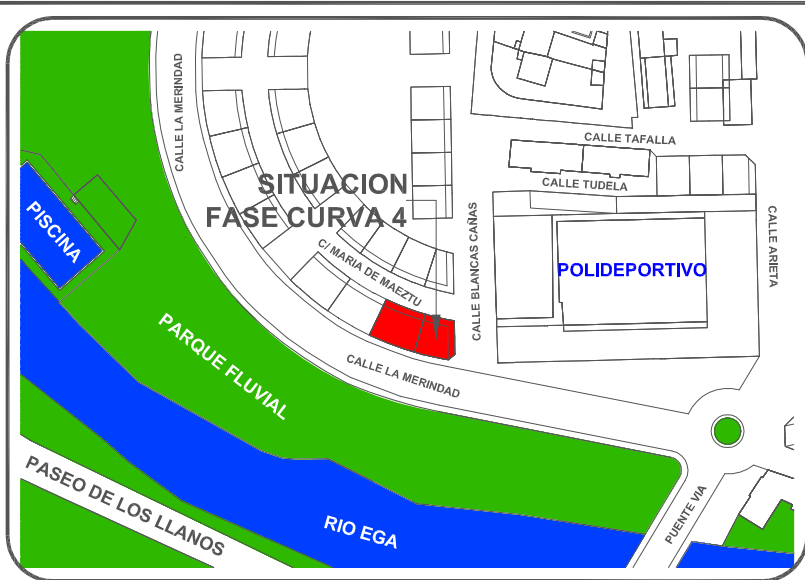 CALLE LA MERINDAD
CALLE TAFALLA
CALLE TUDELA
SITUACION
FASE CURVA 4
PISCINA
C/ MARIA DE MAEZTU
CALLE BLANCAS CAÑAS
POLIDEPORTIVO
CALLE ARIETA
PARQUE FLUVIAL
CALLE LA MERINDAD
PASEO DE LOS LLANOS
RIO EGA
PUENTE VIA